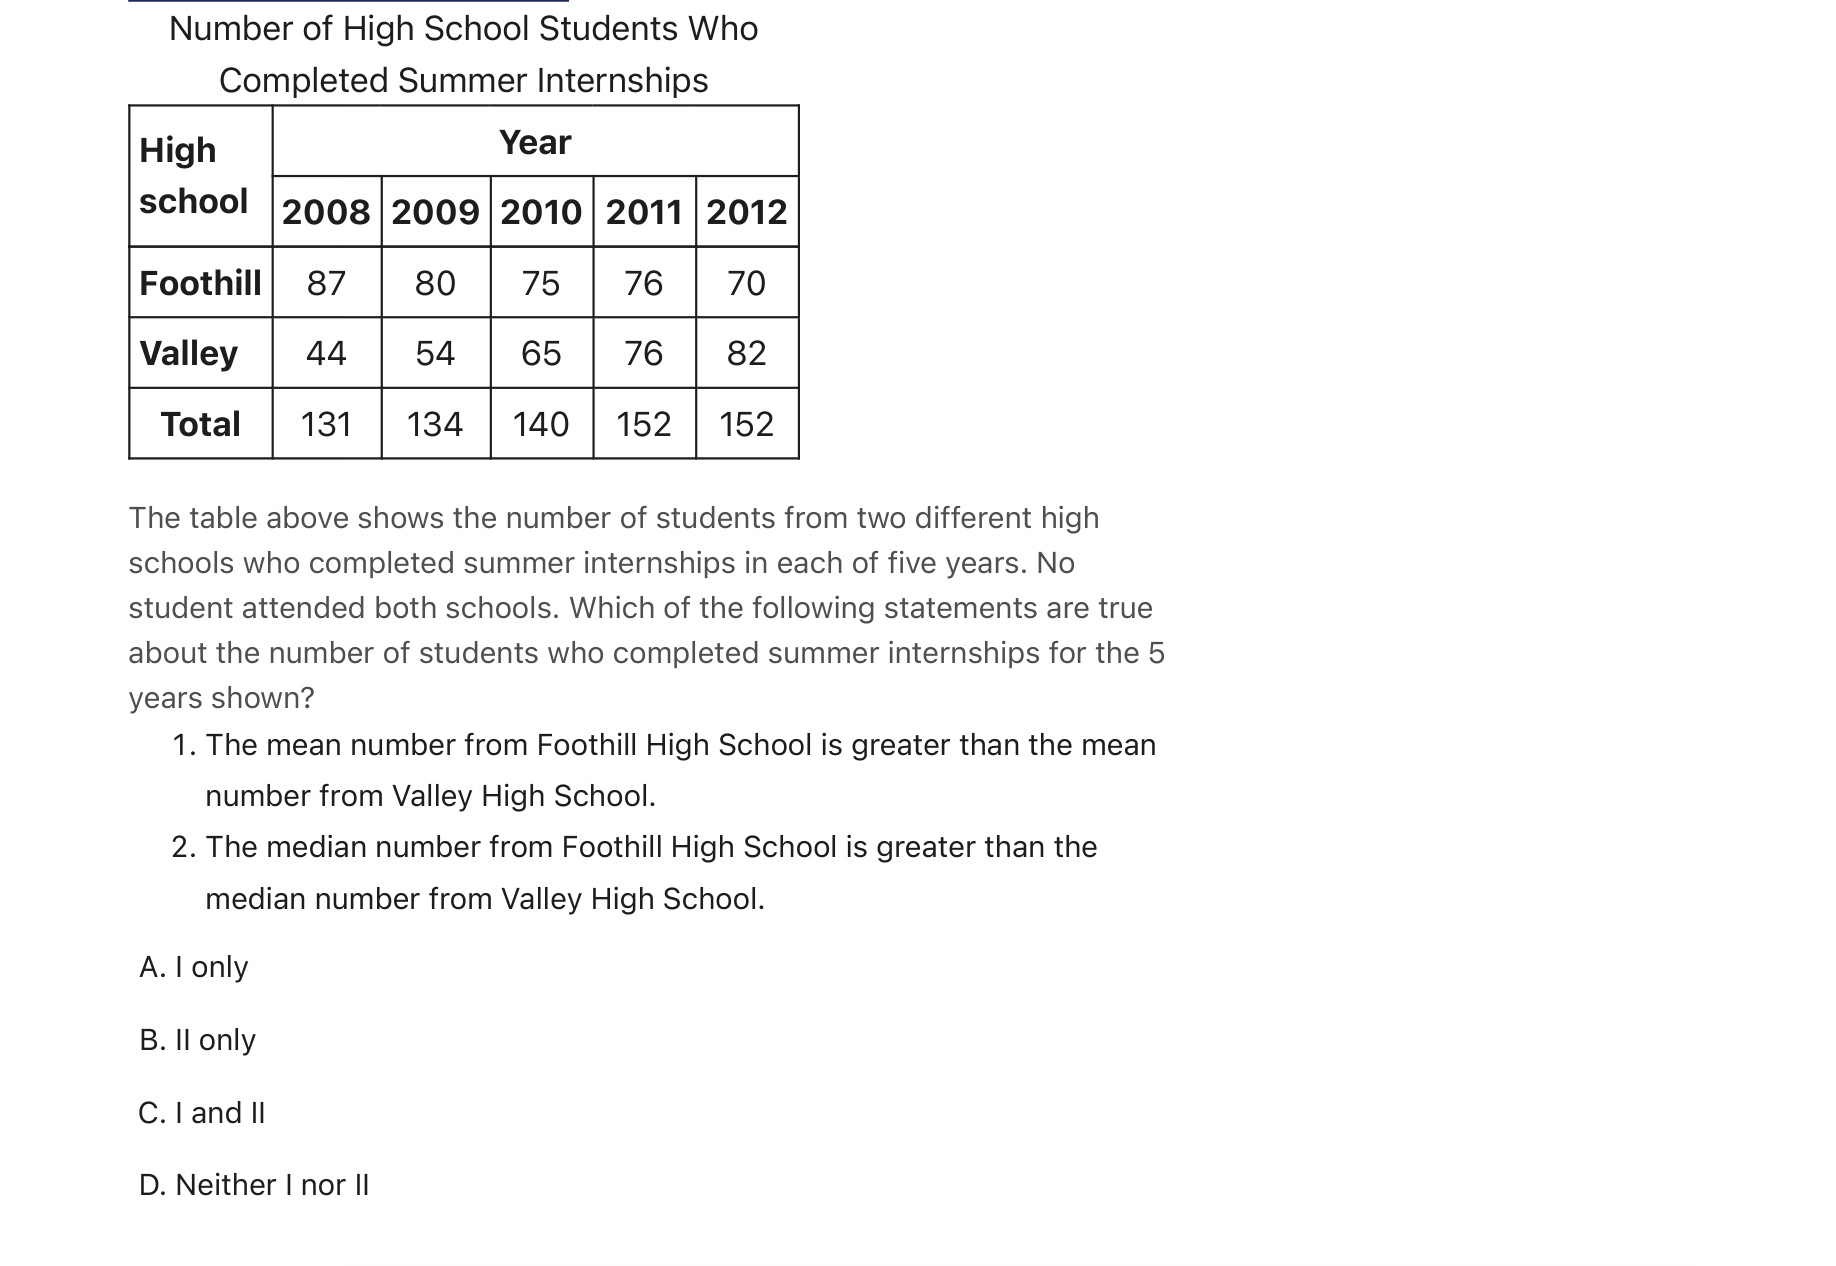 Number of High School Students Who
Completed Summer Internships
High school Year
2008 2009 2010 2011 2012
Foothill 87 80 75 76 70
Valley 44 54 65 76 82
Total 131 134 140 152 152
The table above shows the number of students from two different high
schools who completed summer internships in each of five years. No
student attended both schools. Which of the following statements are true
about the number of students who completed summer internships for the 5
years shown?
1. The mean number from Foothill High School is greater than the mean
number from Valley High School.
2. The median number from Foothill High School is greater than the
median number from Valley High School.
A. I only
B. II only
C. I and II
D. Neither I nor II